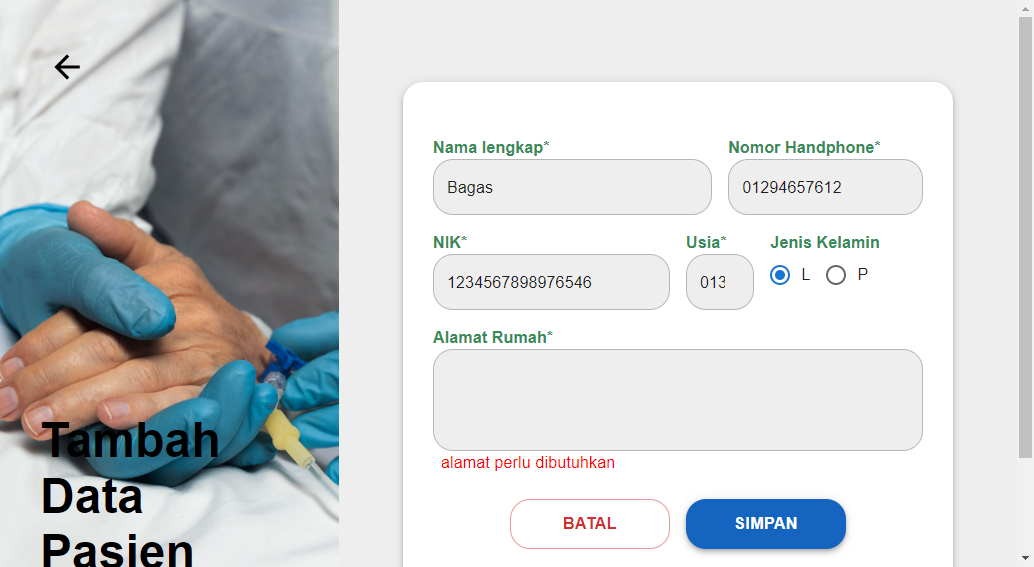 Tambah
Data
Pasien
Nama lengkap*
Nomor Handphone*
Bagas
01294657612
NIK*
Usia*
Jenis Kelamin
1234567898976546
013
L
P
Alamat Rumah*
alamat perlu dibutuhkan
BATAL
SIMPAN